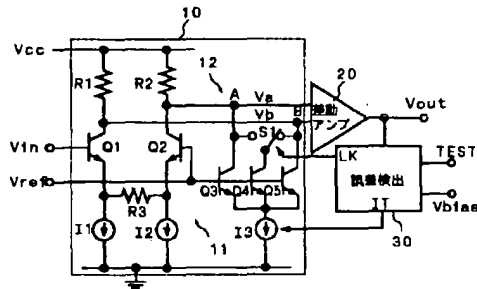 10
Vcc
R1
R2
12
A
Va
20
Vb
B
差動
アンプ
Vout
S1
Vin
Q1
Q2
LK
TEST
Vref
Q3
Q4
Q5
誤差検出
R3
Vbias
IT
I1
I2
I3
11
30